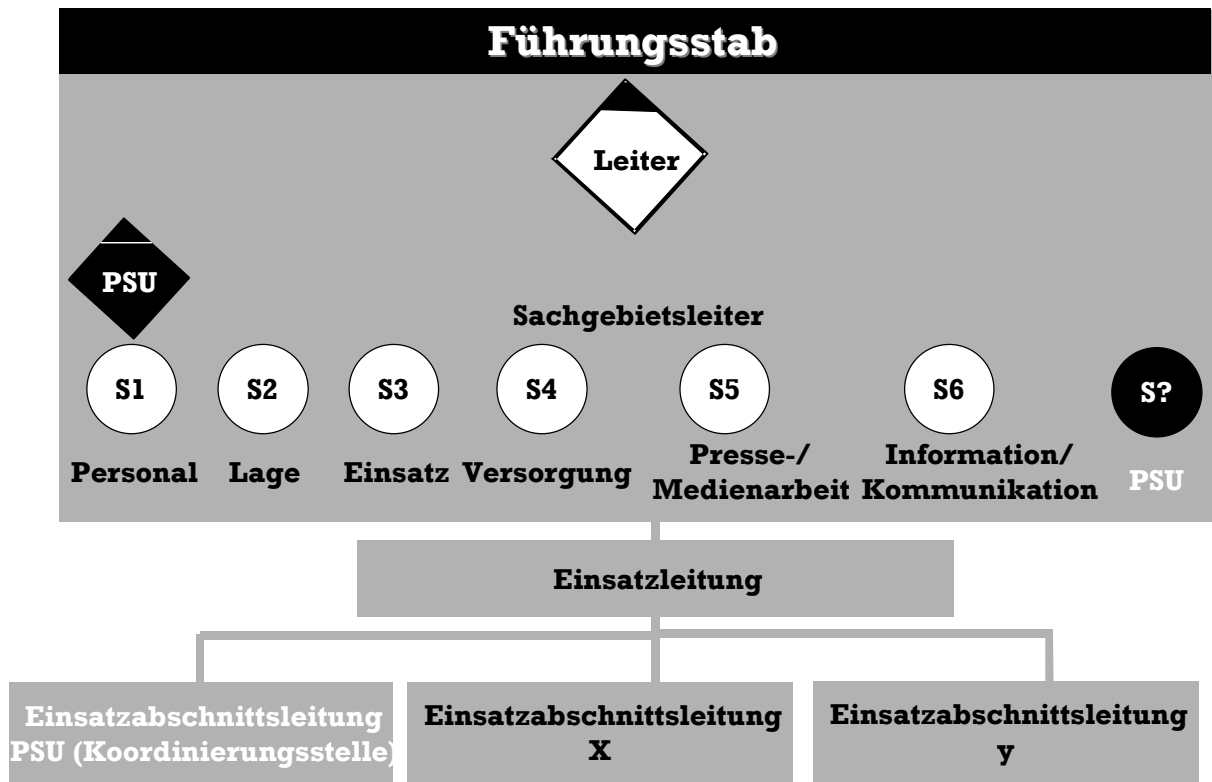 Führungsstab
Leiter
PSU
Sachgebietsleiter
S1
S2
S3
S4
S5
S6
S?
Personal
Lage
Einsatz
Versorgung
Presse-/
Medienarbeit
Information/
Kommunikation
PSU
Einsatzleitung
Einsatzabschnittsleitung
PSU (Koordinierungsstelle)
Einsatzabschnittsleitung
X
Einsatzabschnittsleitung
y